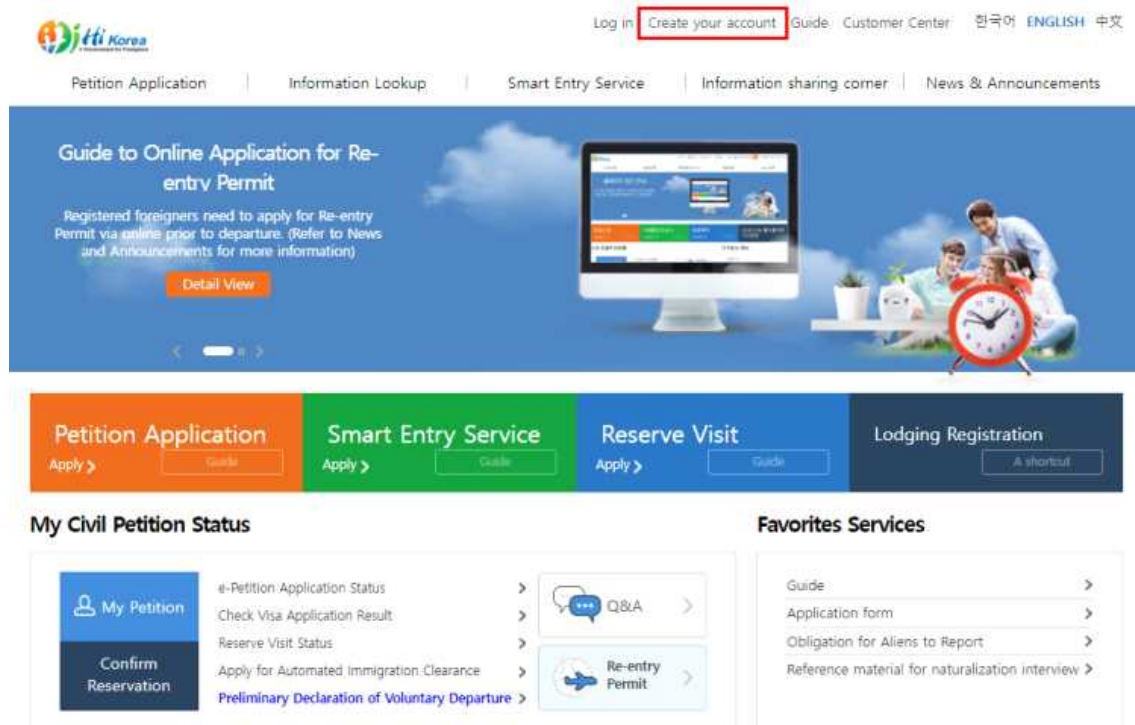 Hi Korea
Log in Create your account Guide Customer Center 한국어 ENGLISH 中文
Petition Application Information Lookup Smart Entry Service Information sharing corner News & Announcements
Guide to Online Application for Re-
entry Permit
Registered foreigners need to apply for Re-entry
Permit via online prior to departure. (Refer to News
and Announcements for more information)
Detail View
Petition Application Smart Entry Service Reserve Visit Lodging Registration
Apply Guide Apply Guide Apply Guide A shortcut
My Civil Petition Status
My Petition
Confirm
Reservation
e-Petition Application Status
Check Visa Application Result
Reserve Visit Status
Apply for Automated Immigration Clearance
Preliminary Declaration of Voluntary Departure
Q&A
Re-entry
Permit
Favorites Services
Guide
Application form
Obligation for Aliens to Report
Reference material for naturalization interview